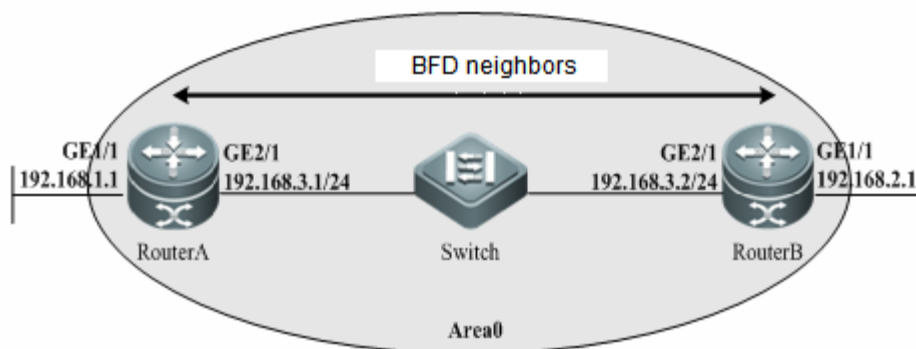 BFD neighbors
GE1/1
GE2/1
GE2/1
GE1/1
192.168.1.1
192.168.3.1/24
192.168.3.2/24
192.168.2.1
RouterA
Switch
RouterB
Area0